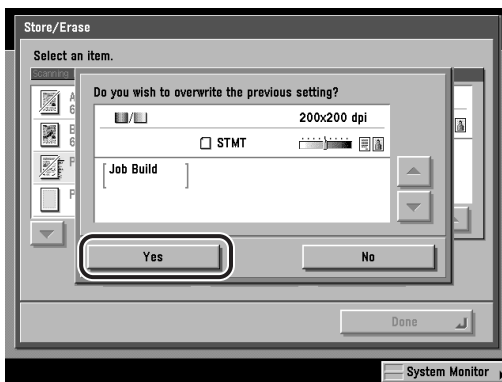 Store/Erase
Select an item.
Scanning
Do you wish to overwrite the previous setting?
200x200 dpi
STMT
[Job Build]
Yes
No
Done
System Monitor